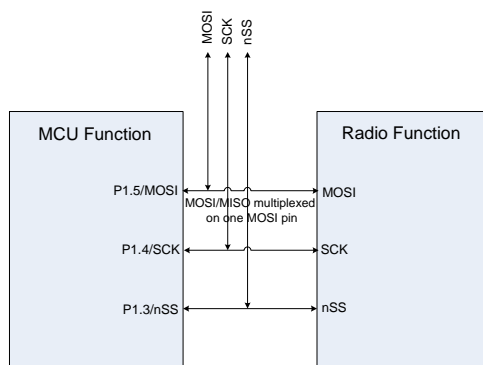 MOSI
SCK
nSS
MCU Function
Radio Function
P1.5/MOSI
MOSI
MOSI/MISO multiplexed
on one MOSI pin
P1.4/SCK
SCK
P1.3/nSS
nSS